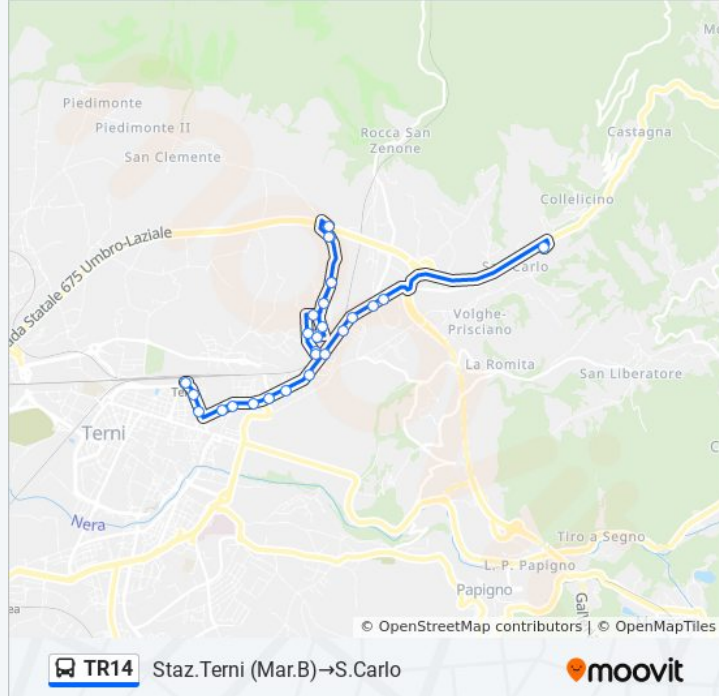 Piedimonte
Piedimonte II
San Clemente
Rocca San
Zenone
Castagna
Collelicino
ada Statale 675 Umbro-Laziale
Carlo
Volghe-
Prisciano
La Romita
San Liberatore
Terni
Nera
Tiro a Segno
L. P. Papigno
Papigno
© OpenStreetMap contributors | © OpenMapTiles
TR14 Staz.Terni (Mar.B)→S.Carlo
moovit